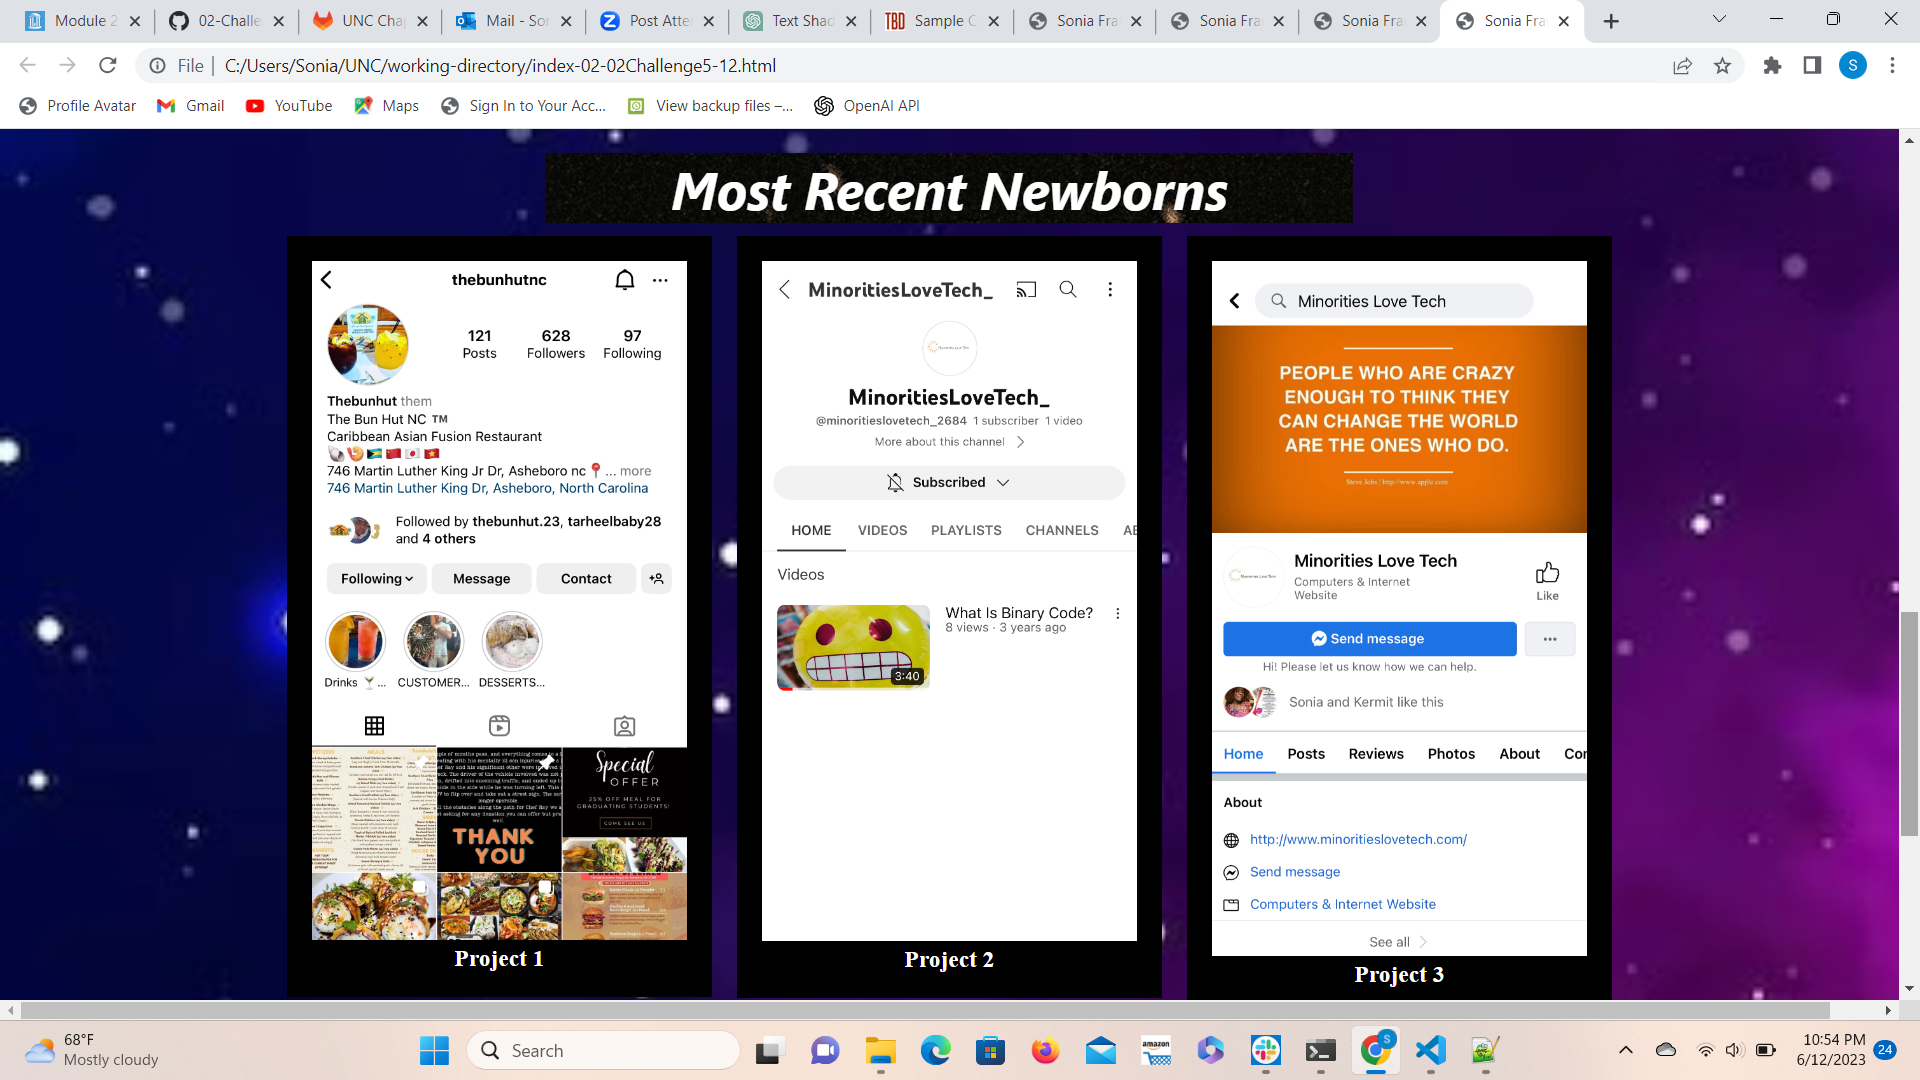 Module 2
02-Challe
UNC Cha
Mail - So
Post Atte
Text Shad
Sample C
Sonia Fra
Sonia Fra
Sonia Fra
Sonia Fra
File
C:/Users/Sonia/UNC/working-directory/index-02-02Challenge5-12.html
S
Profile Avatar
Gmail
YouTube
Maps
Sign In to Your Acc...
View backup files –...
OpenAI API
Most Recent Newborns
thebunhutnc
121 628 97
Posts Followers Following
Thebunhut them
The Bun Hut NC ™
Caribbean Asian Fusion Restaurant
746 Martin Luther King Jr Dr, Asheboro nc 📍 ... more
746 Martin Luther King Dr, Asheboro, North Carolina
Followed by thebunhut.23, tarheelbaby28
and 4 others
Following Message Contact
Drinks 🍸... CUSTOMER... DESSERTS...
THANK
YOU
Special
OFFER
25% OFF MEAL FOR
GRADUATING STUDENTS!
COME SEE US
Project 1
MinoritiesLoveTech_
MinoritiesLoveTech_
@minoritieslovetech_2684 1 subscriber 1 video
More about this channel
Subscribed
HOME VIDEOS PLAYLISTS CHANNELS AB
Videos
What Is Binary Code?
8 views · 3 years ago
3:40
Project 2
Minorities Love Tech
PEOPLE WHO ARE CRAZY
ENOUGH TO THINK THEY
CAN CHANGE THE WORLD
ARE THE ONES WHO DO.
Steve Jobs | http://www.apple.com
Minorities Love Tech
Computers & Internet
Website
Like
Send message
Hi! Please let us know how we can help.
Sonia and Kermit like this
Home Posts Reviews Photos About Cor
About
http://www.minoritieslovetech.com/
Send message
Computers & Internet Website
See all
Project 3
68°F
Mostly cloudy
Search
amazon
S
10:54 PM
6/12/2023
24